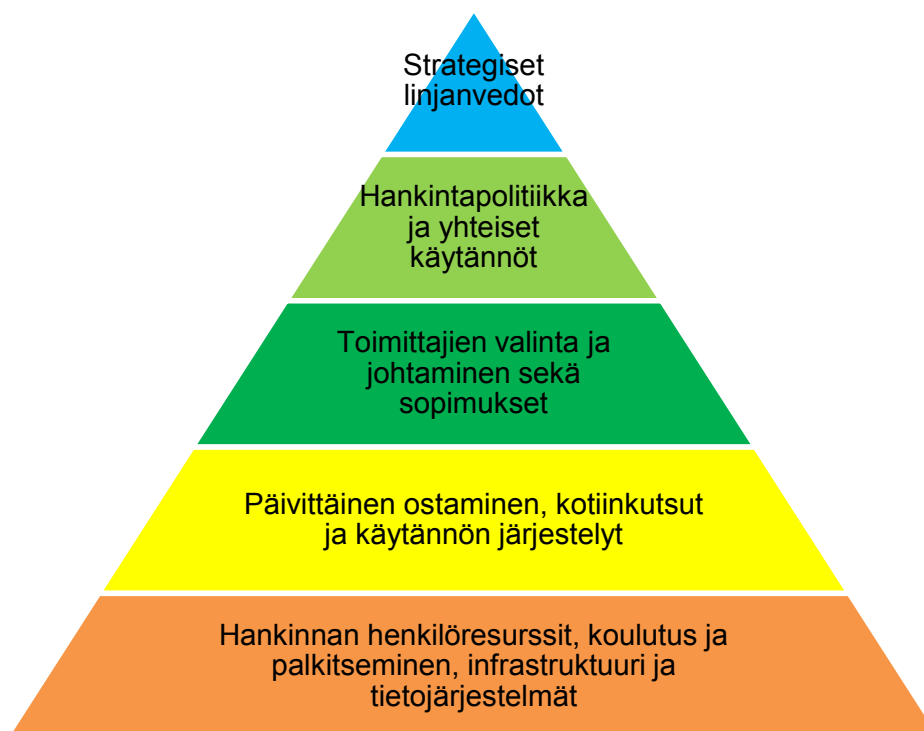 Strategiset
linjanvedot
Hankintapolitiikka
ja yhteiset
käytännöt
Toimittajien valinta ja
johtaminen sekä
sopimukset
Päivittäinen ostaminen, kotiinkutsut
ja käytännön järjestelyt
Hankinnan henkilöresurssit, koulutus ja
palkitseminen, infrastruktuuri ja
tietojärjestelmät